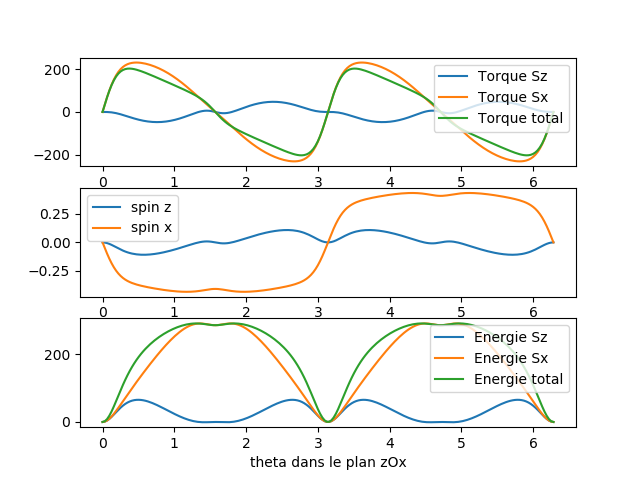 200
0
−200
Torque Sz
Torque Sx
Torque total
0 1 2 3 4 5 6
0.25
0.00
−0.25
spin z
spin x
0 1 2 3 4 5 6
200
0
Energie Sz
Energie Sx
Energie total
0 1 2 3 4 5 6
theta dans le plan zOx